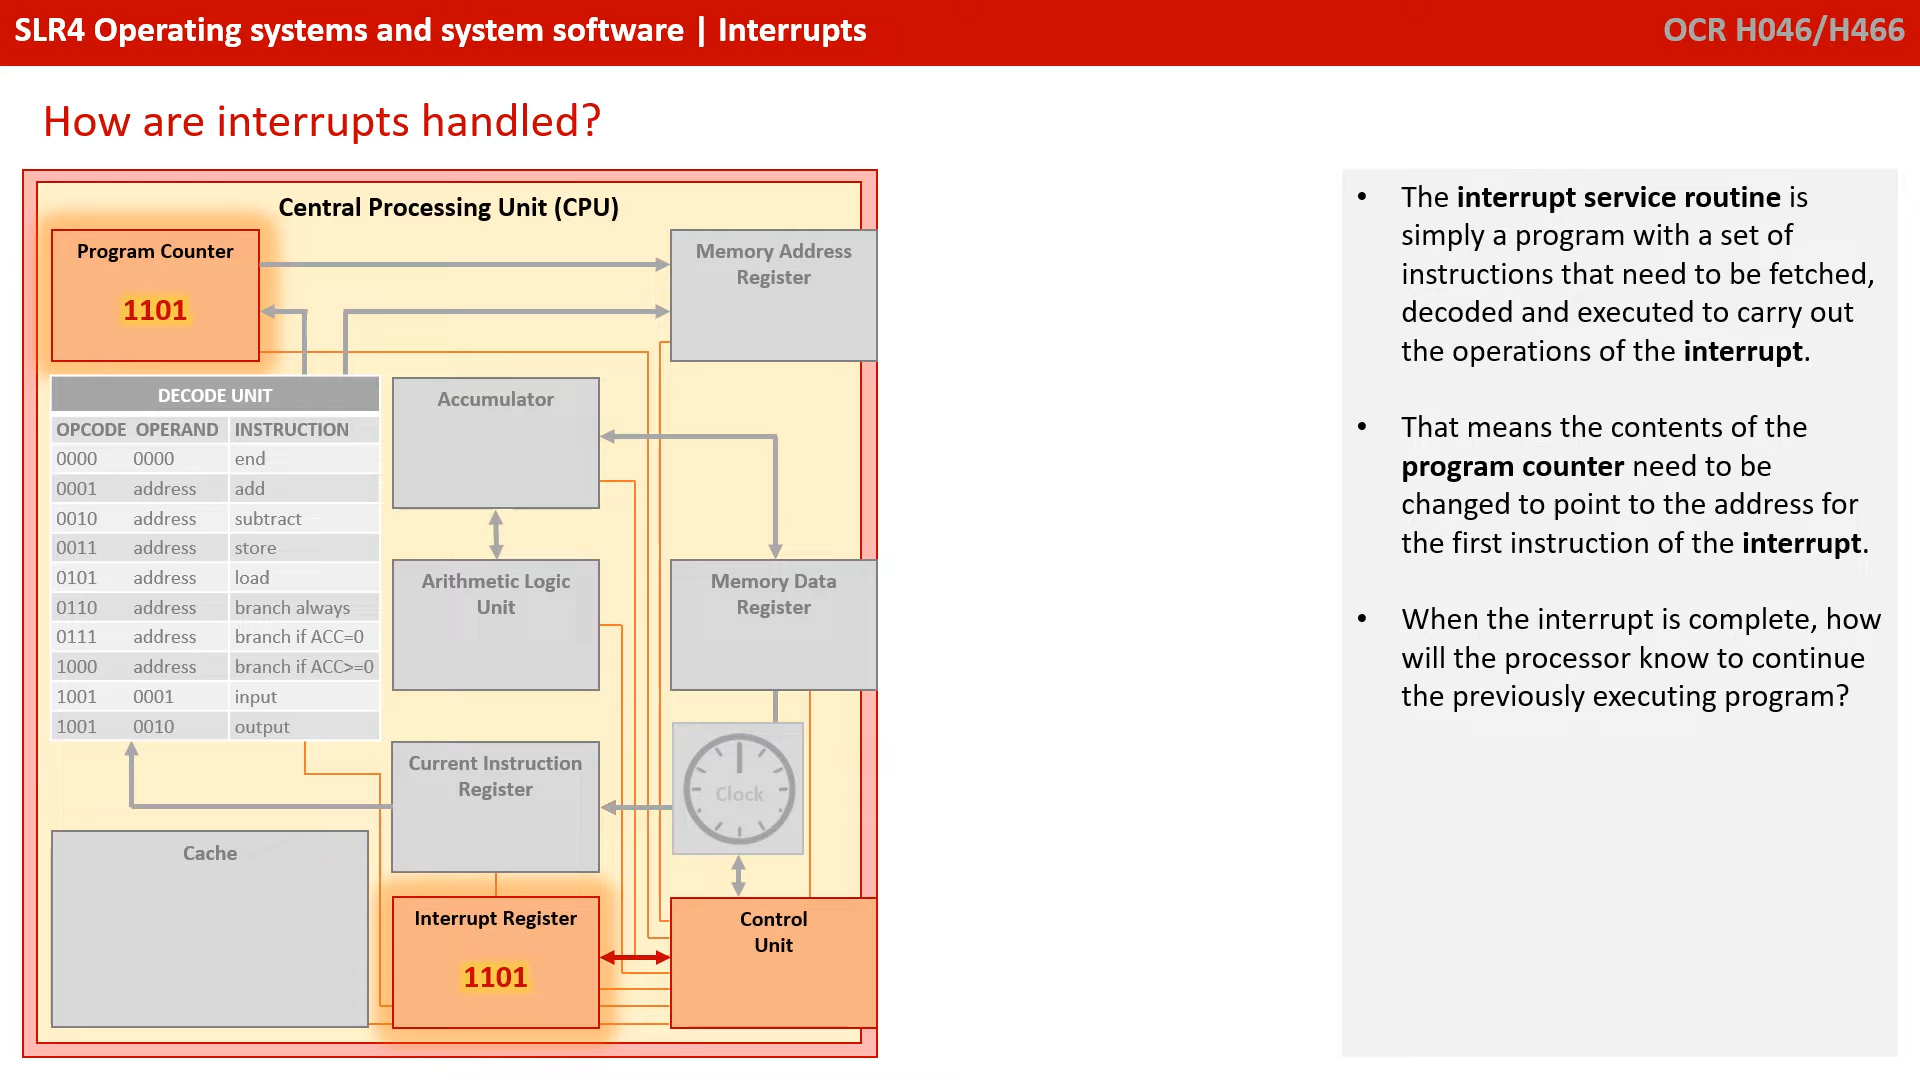 SLR4 Operating systems and system software | Interrupts
OCR H046/H466
How are interrupts handled?
Central Processing Unit (CPU)
Program Counter
1101
Memory Address
Register
DECODE UNIT
OPCODE OPERAND INSTRUCTION
0000 0000 end
0001 address add
0010 address subtract
0011 address store
0101 address load
0110 address branch always
0111 address branch if ACC=0
1000 address branch if ACC>=0
1001 0001 input
1001 0010 output
Accumulator
Arithmetic Logic
Unit
Memory Data
Register
Current Instruction
Register
Clock
Cache
Interrupt Register
1101
Control
Unit
• The interrupt service routine is
simply a program with a set of
instructions that need to be fetched,
decoded and executed to carry out
the operations of the interrupt.
• That means the contents of the
program counter need to be
changed to point to the address for
the first instruction of the interrupt.
• When the interrupt is complete, how
will the processor know to continue
the previously executing program?